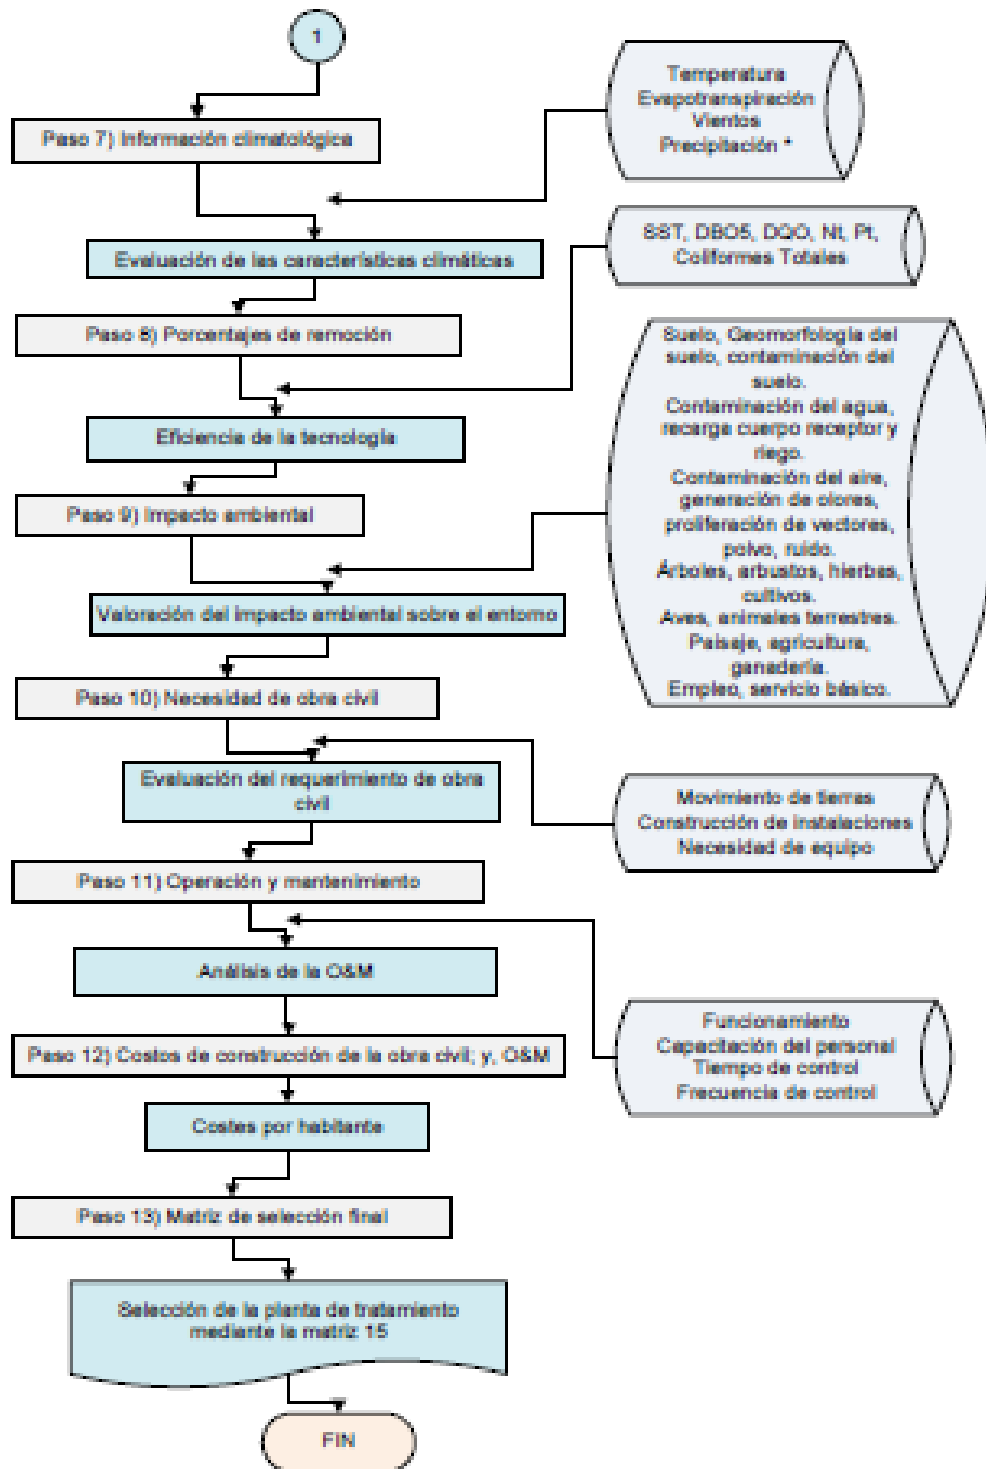 1
Temperatura
Evapotranspiración
Vientos
Precipitación *
Paso 7) Información climatológica
SST, DBO5, DQO, Nt, Pt,
Coliformes Totales
Evaluación de las características climáticas
Paso 8) Porcentajes de remoción
Suelo, Geomorfología del
suelo, contaminación del
suelo.
Contaminación del agua,
recarga cuerpo receptor y
riego.
Contaminación del aire,
generación de olores,
proliferación de vectores,
polvo, ruido.
Árboles, arbustos, hierbas,
cultivos.
Aves, animales terrestres.
Paisaje, agricultura,
ganadería.
Empleo, servicio básico.
Eficiencia de la tecnología
Paso 9) Impacto ambiental
Valoración del impacto ambiental sobre el entorno
Paso 10) Necesidad de obra civil
Evaluación del requerimiento de obra
civil
Movimiento de tierras
Construcción de instalaciones
Necesidad de equipo
Paso 11) Operación y mantenimiento
Análisis de la O&M
Funcionamiento
Capacitación del personal
Tiempo de control
Frecuencia de control
Paso 12) Costos de construcción de la obra civil; y, O&M
Costes por habitante
Paso 13) Matriz de selección final
Selección de la planta de tratamiento
mediante la matriz 15
FIN